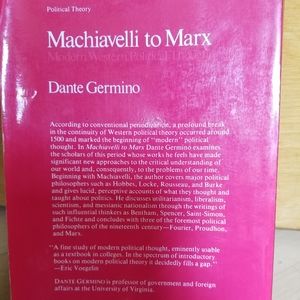 Political Theory
Machiavelli to Marx
Modern Western Political Thought
Dante Germino
According to conventional periodization, a profound break
in the continuity of Western political theory occurred around
1500 and marked the beginning of "modern" political
thought. In Machiavelli to Marx Dante Germino examines
the scholars of this period whose works he feels have made
significant new approaches to the critical understanding of
our world and, consequently, to the problems of our time.
Beginning with Machiavelli, the author covers major political
philosophers such as Hobbes, Locke, Rousseau, and Burke
and gives lucid, perceptive accounts of what they thought and
taught about politics. He discusses utilitarianism, liberalism,
scientism, and messianic nationalism through the writings of
such influential thinkers as Bentham, Spencer, Saint-Simon,
and Fichte and concludes with three of the foremost political
philosophers of the nineteenth century—Fourier, Proudhon,
and Marx.
"A fine study of modern political thought, eminently usable
as a textbook in colleges. In the spectrum of introductory
books on modern political theory it decidedly fills a gap."
—Eric Voegelin
DANTE GERMINO is professor of government and foreign
affairs at the University of Virginia.